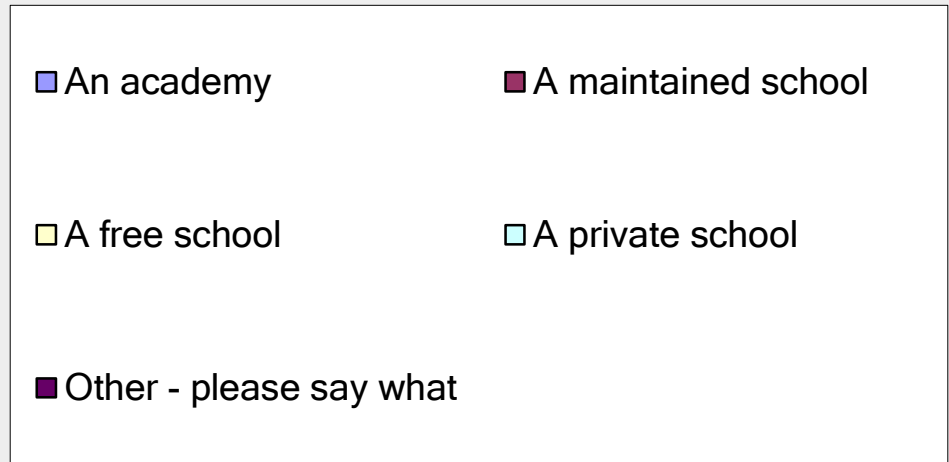 An academy
A maintained school
A free school
A private school
Other - please say what